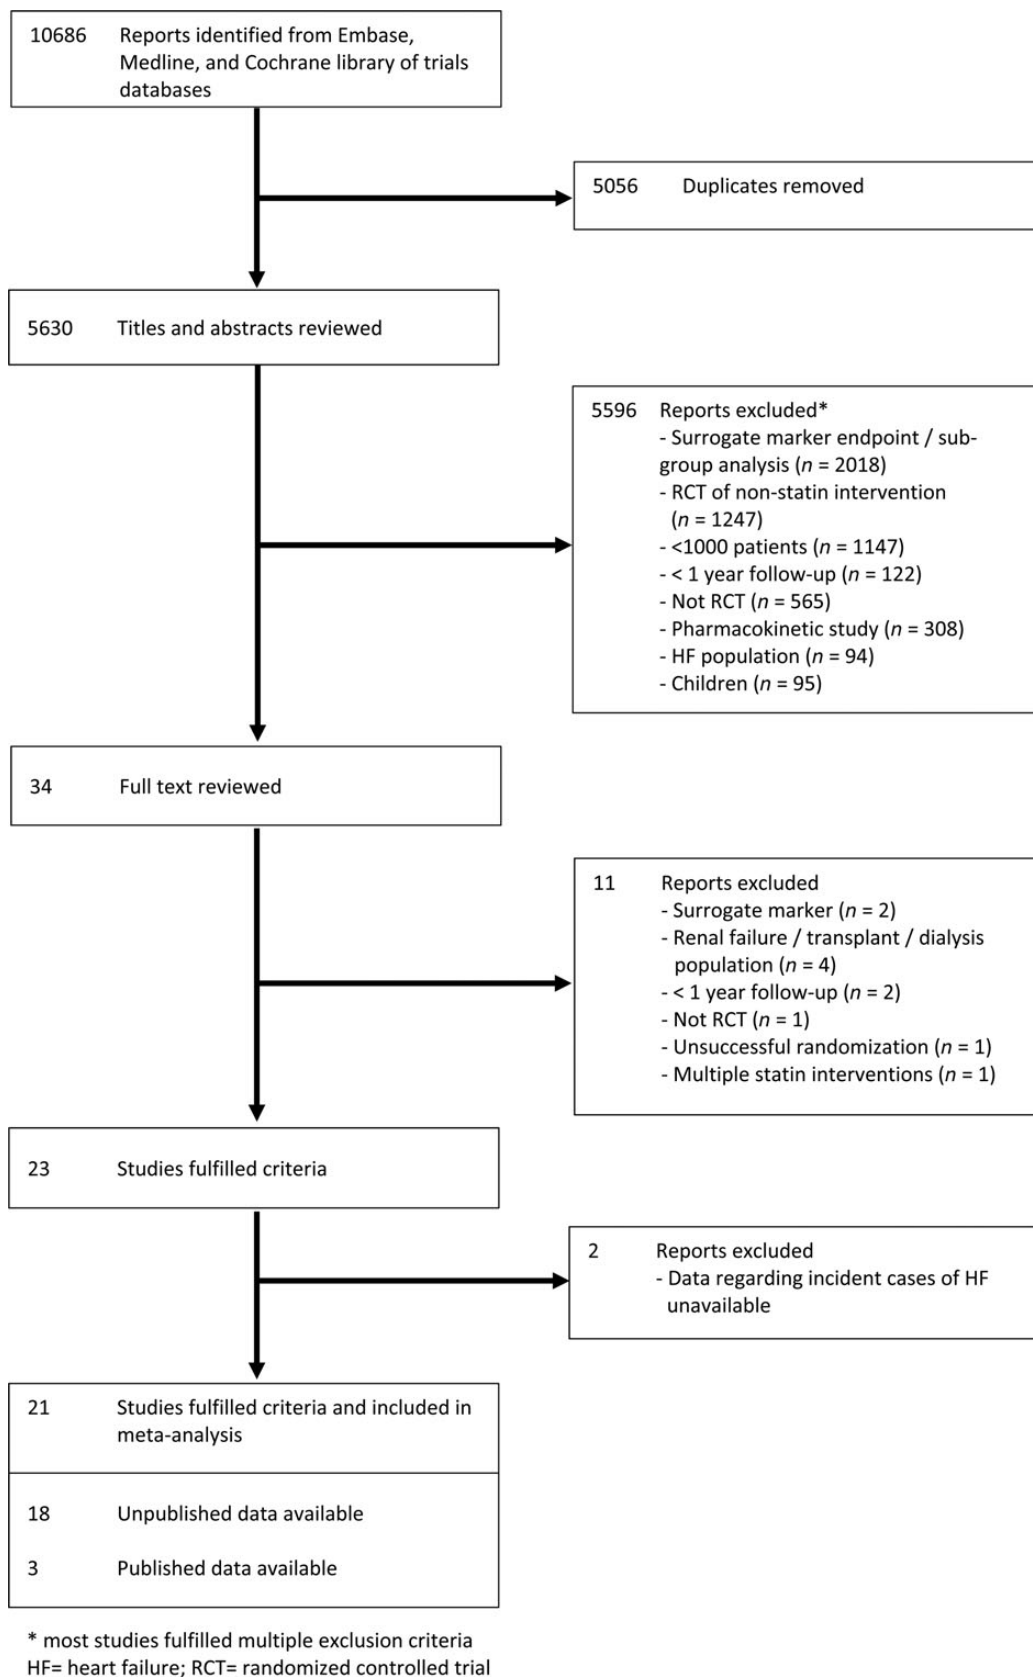 10686 Reports identified from Embase,
Medline, and Cochrane library of trials
databases
5056 Duplicates removed
5630 Titles and abstracts reviewed
5596 Reports excluded*
- Surrogate marker endpoint / sub-
group analysis (n = 2018)
- RCT of non-statin intervention
(n = 1247)
- <1000 patients (n = 1147)
- < 1 year follow-up (n = 122)
- Not RCT (n = 565)
- Pharmacokinetic study (n = 308)
- HF population (n = 94)
- Children (n = 95)
34 Full text reviewed
11 Reports excluded
- Surrogate marker (n = 2)
- Renal failure / transplant / dialysis
population (n = 4)
- < 1 year follow-up (n = 2)
- Not RCT (n = 1)
- Unsuccessful randomization (n = 1)
- Multiple statin interventions (n = 1)
23 Studies fulfilled criteria
2 Reports excluded
- Data regarding incident cases of HF
unavailable
21 Studies fulfilled criteria and included in
meta-analysis
18 Unpublished data available
3 Published data available
* most studies fulfilled multiple exclusion criteria
HF= heart failure; RCT= randomized controlled trial